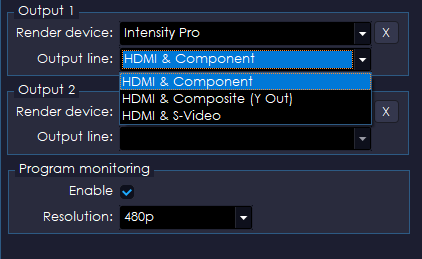 Output 1
Render device: Intensity Pro X
Output line: HDMI & Component
HDMI & Component
Output 2
HDMI & Composite (Y Out)
Render device: X
HDMI & S-Video
Output line:
Program monitoring
Enable
Resolution: 480p